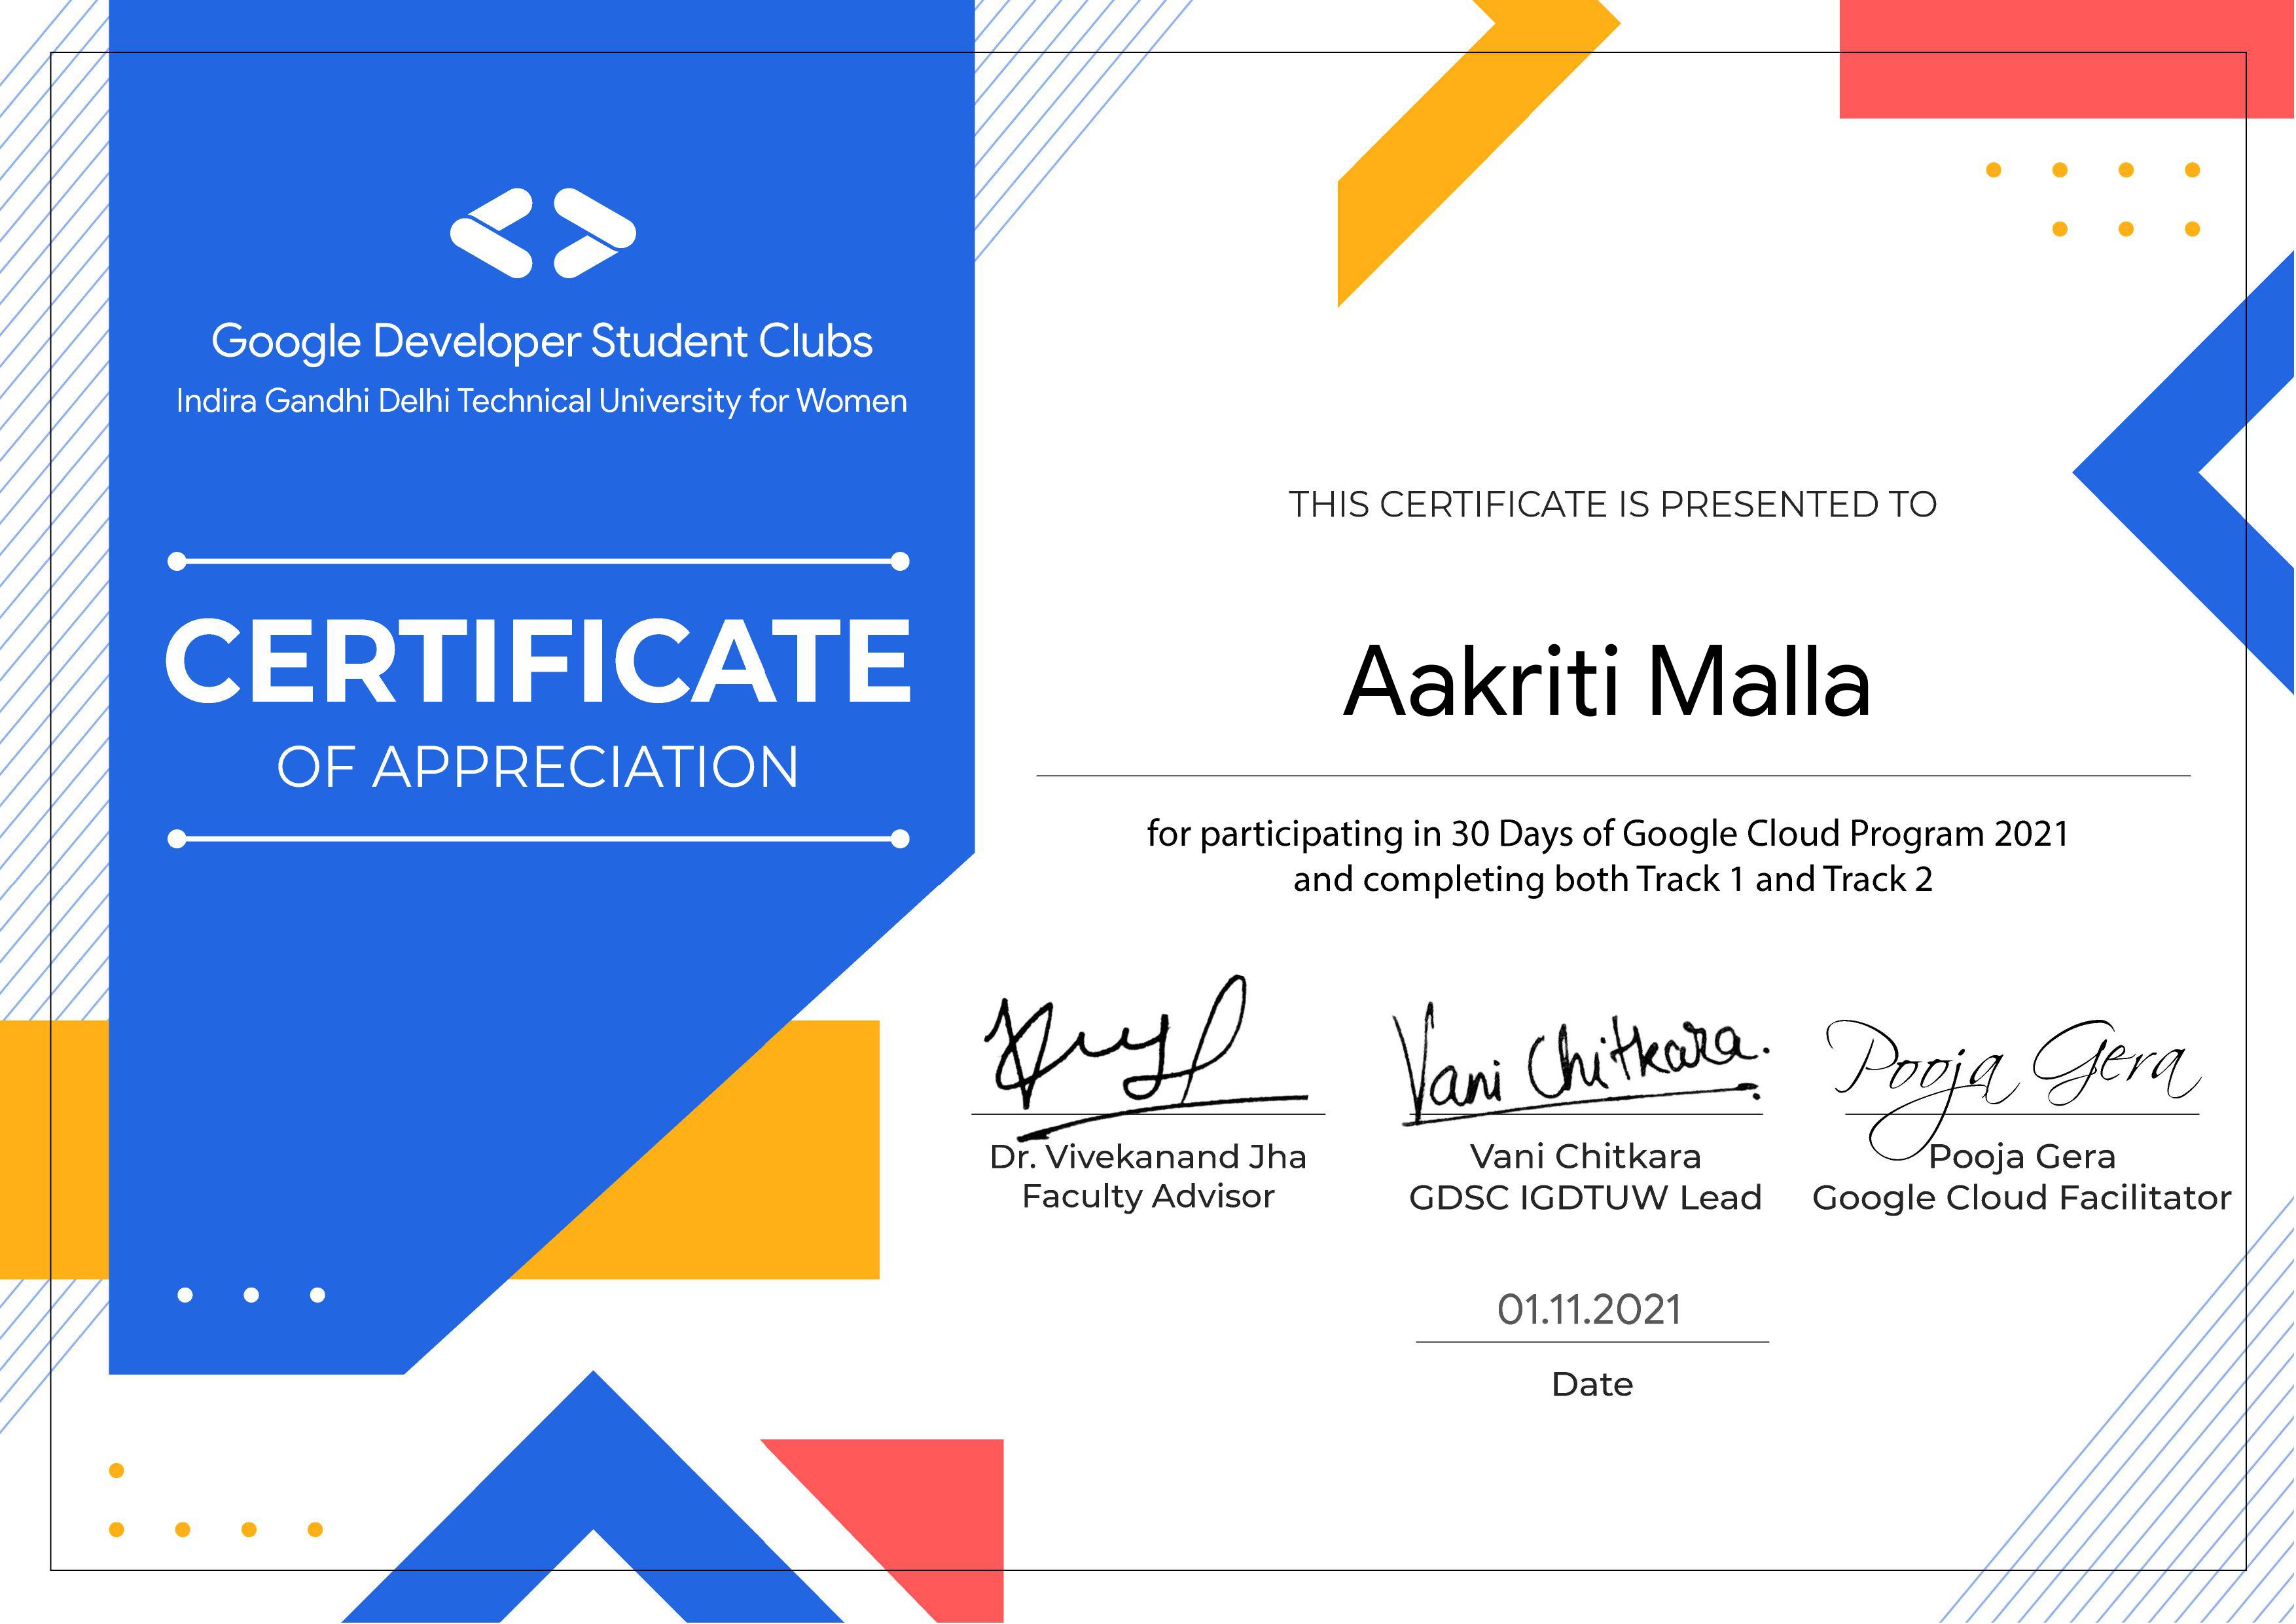 Google Developer Student Clubs
Indira Gandhi Delhi Technical University for Women
CERTIFICATE
OF APPRECIATION
THIS CERTIFICATE IS PRESENTED TO
Aakriti Malla
for participating in 30 Days of Google Cloud Program 2021
and completing both Track 1 and Track 2
Vani Chitkara.
Pooja Gera
Dr. Vivekanand Jha
Faculty Advisor
Vani Chitkara
GDSC IGDTUW Lead
Pooja Gera
Google Cloud Facilitator
01.11.2021
Date